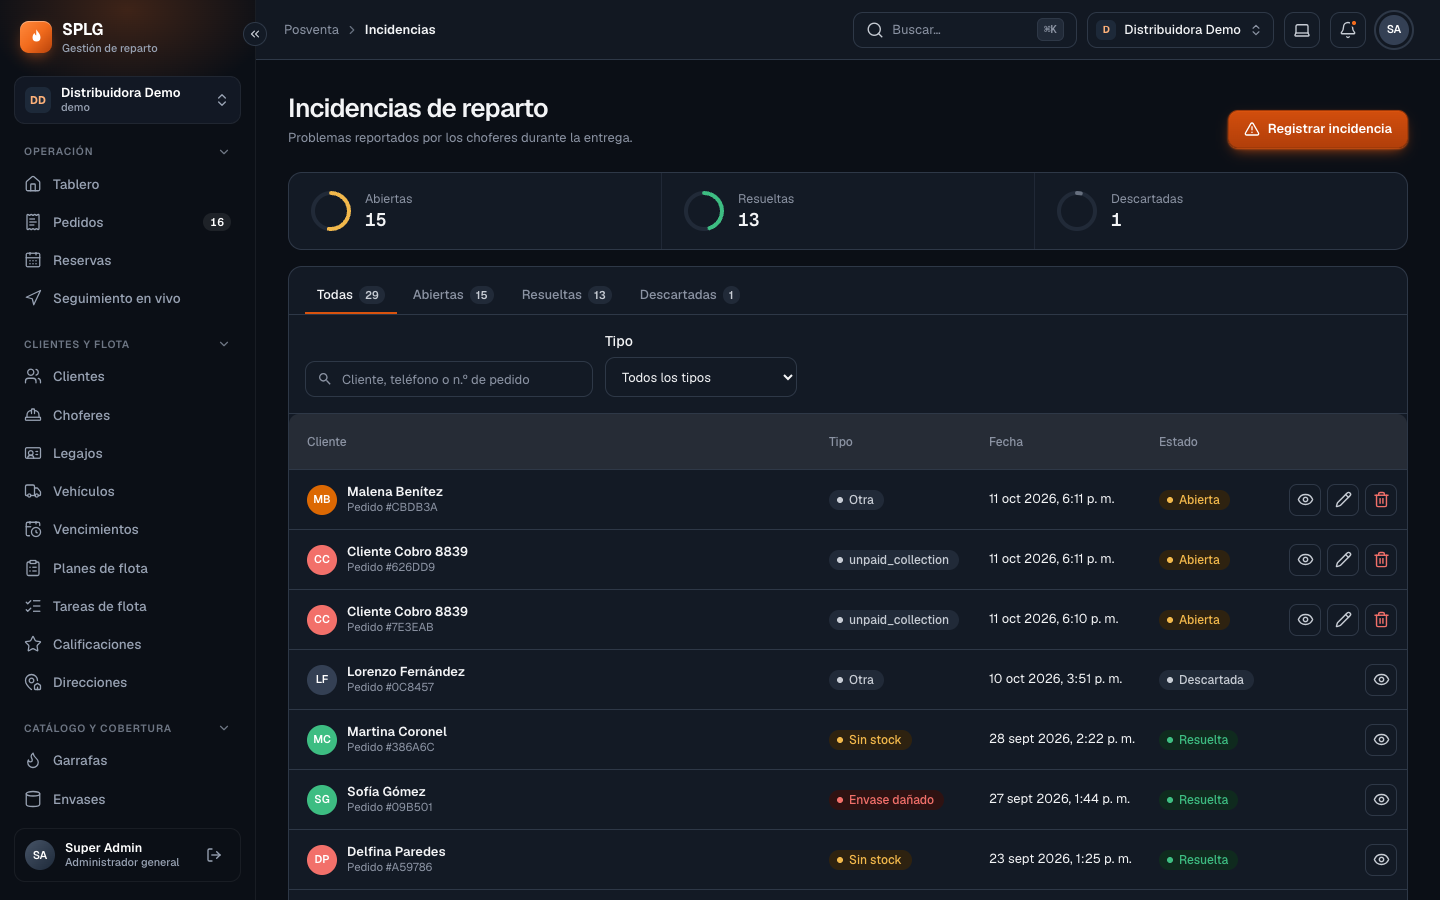 SPLG
Gestión de reparto
DD
Distribuidora Demo
demo
OPERACIÓN
Tablero
Pedidos 16
Reservas
Seguimiento en vivo
CLIENTES Y FLOTA
Clientes
Choferes
Legajos
Vehículos
Vencimientos
Planes de flota
Tareas de flota
Calificaciones
Direcciones
CATÁLOGO Y COBERTURA
Garrafas
Envases
SA
Super Admin
Administrador general
Posventa > Incidencias
Buscar... ⌘K
D Distribuidora Demo
SA
Incidencias de reparto
Problemas reportados por los choferes durante la entrega.
Registrar incidencia
Abiertas
15
Resueltas
13
Descartadas
1
Todas 29 Abiertas 15 Resueltas 13 Descartadas 1
Tipo
Cliente, teléfono o n.º de pedido Todos los tipos
Cliente Tipo Fecha Estado
MB Malena Benítez
Pedido #CBDB3A
Otra 11 oct 2026, 6:11 p. m. Abierta
CC Cliente Cobro 8839
Pedido #626DD9
unpaid_collection 11 oct 2026, 6:11 p. m. Abierta
CC Cliente Cobro 8839
Pedido #7E3EAB
unpaid_collection 11 oct 2026, 6:10 p. m. Abierta
LF Lorenzo Fernández
Pedido #0C8457
Otra 10 oct 2026, 3:51 p. m. Descartada
MC Martina Coronel
Pedido #386A6C
Sin stock 28 sept 2026, 2:22 p. m. Resuelta
SG Sofía Gómez
Pedido #09B501
Envase dañado 27 sept 2026, 1:44 p. m. Resuelta
DP Delfina Paredes
Pedido #A59786
Sin stock 23 sept 2026, 1:25 p. m. Resuelta